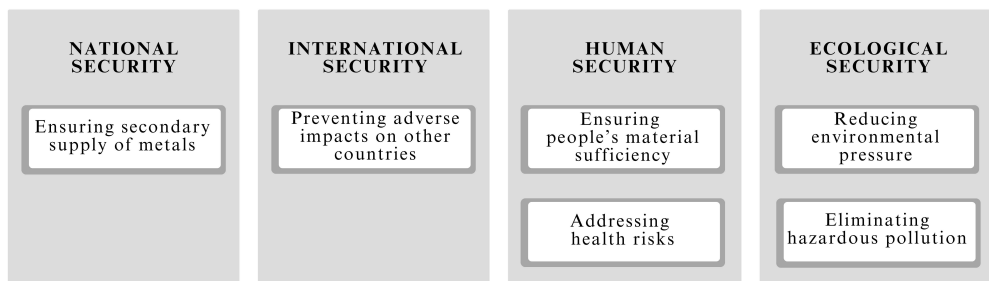 NATIONAL
SECURITY
Ensuring secondary
supply of metals
INTERNATIONAL
SECURITY
Preventing adverse
impacts on other
countries
HUMAN
SECURITY
Ensuring
people's material
sufficiency
Addressing
health risks
ECOLOGICAL
SECURITY
Reducing
environmental
pressure
Eliminating
hazardous pollution